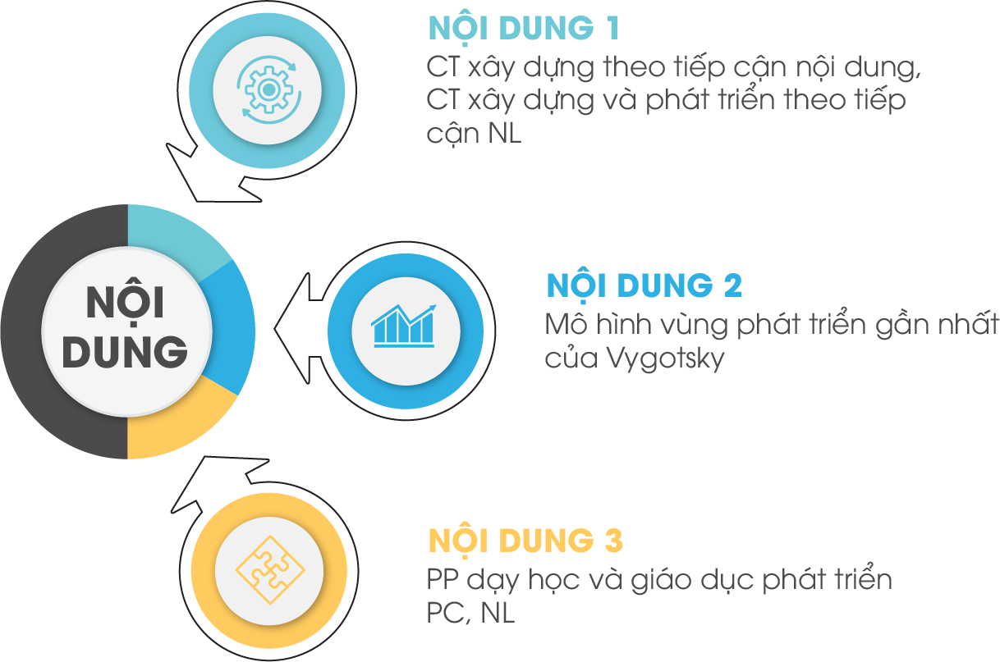 NỘI DUNG 1
CT xây dựng theo tiếp cận nội dung,
CT xây dựng và phát triển theo tiếp
cận NL
NỘI
DUNG
NỘI DUNG 2
Mô hình vùng phát triển gần nhất
của Vygotsky
NỘI DUNG 3
PP dạy học và giáo dục phát triển
PC, NL